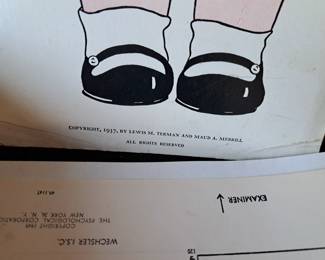 COPYRIGHT, 1937, BY LEWIS M. TERMAN AND MAUD A. MERRILL
ALL RIGHTS RESERVED
EXAMINER
WECHSLER I.S.C.
COPYRIGHT 1949
THE PSYCHOLOGICAL CORPORATION
NEW YORK N. Y.